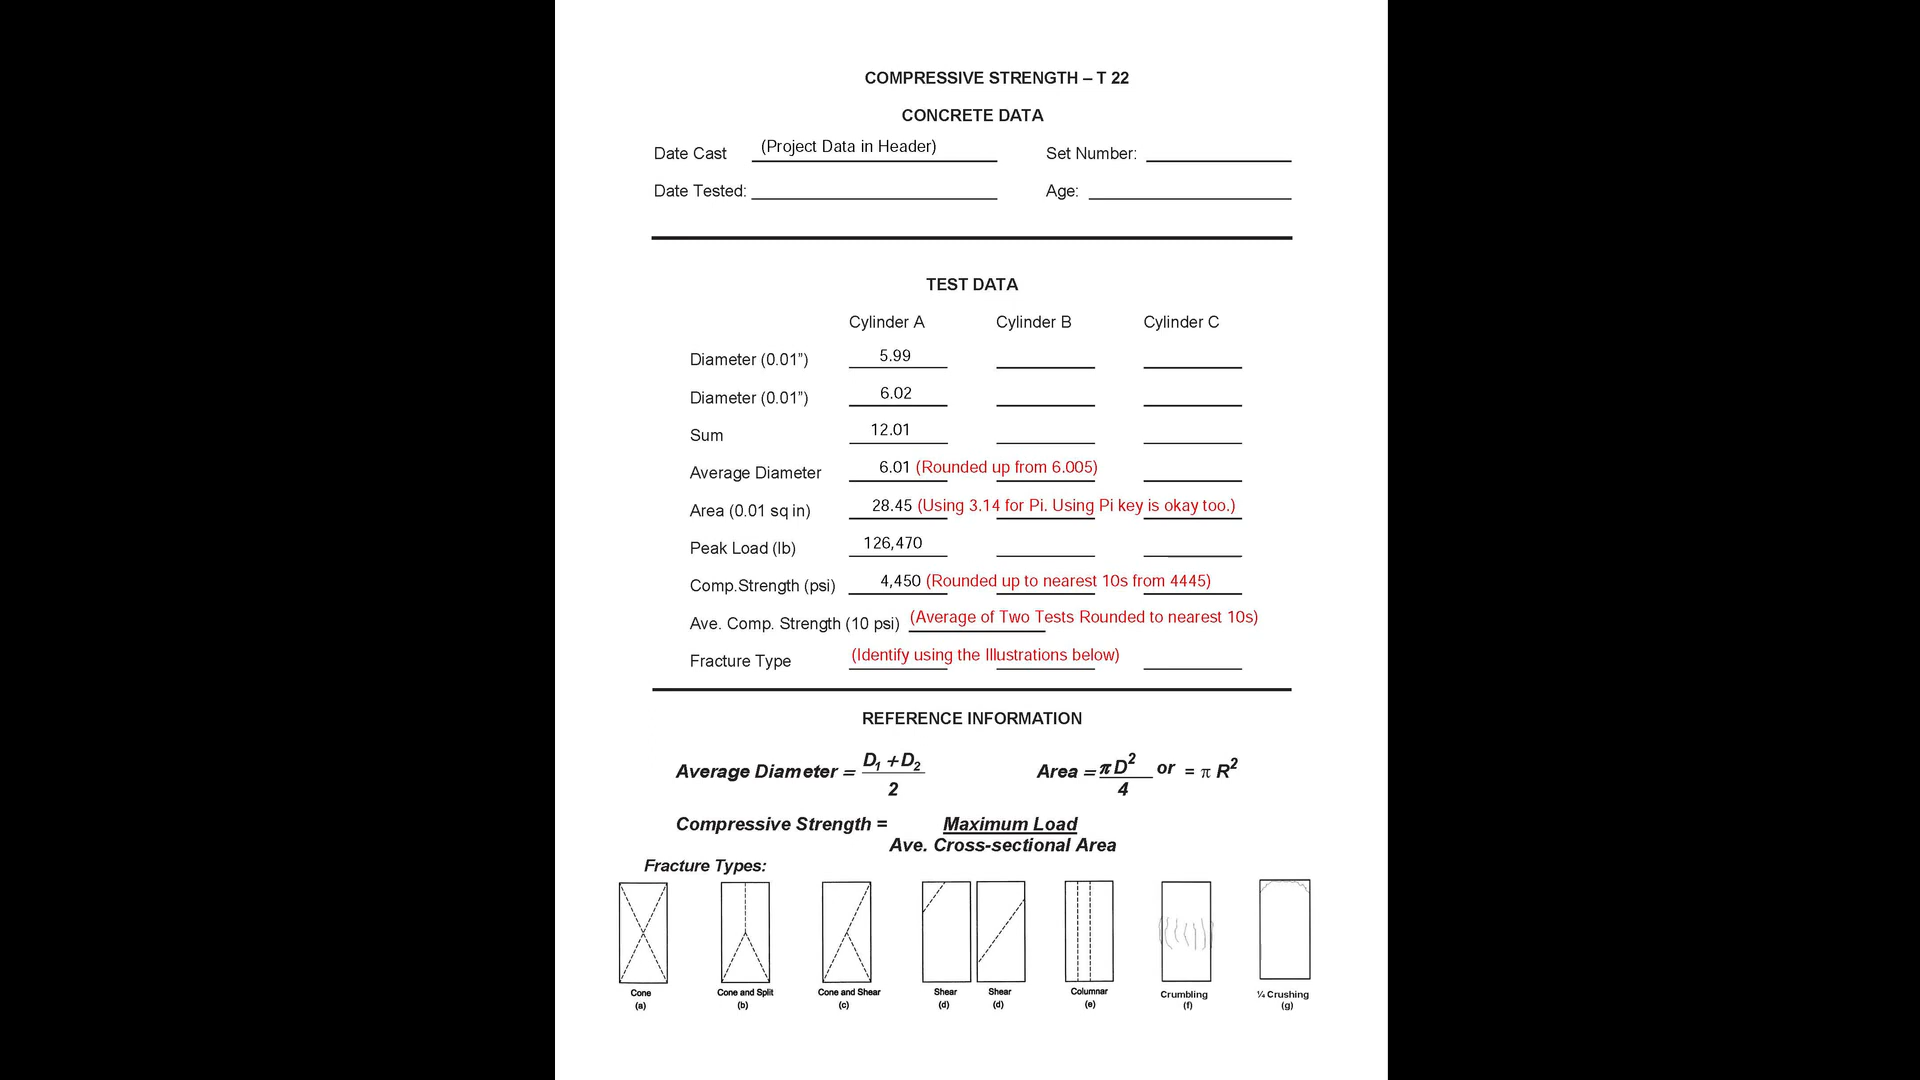 COMPRESSIVE STRENGTH – T 22
CONCRETE DATA
Date Cast (Project Data in Header) Set Number:
Date Tested: Age:
TEST DATA
Cylinder A Cylinder B Cylinder C
Diameter (0.01”) 5.99
Diameter (0.01”) 6.02
Sum 12.01
Average Diameter 6.01 (Rounded up from 6.005)
Area (0.01 sq in) 28.45 (Using 3.14 for Pi. Using Pi key is okay too.)
Peak Load (lb) 126,470
Comp.Strength (psi) 4,450 (Rounded up to nearest 10s from 4445)
Ave. Comp. Strength (10 psi) (Average of Two Tests Rounded to nearest 10s)
Fracture Type (Identify using the Illustrations below)
REFERENCE INFORMATION
Average Diameter = D₁ + D₂ / 2 Area = π D² / 4 or = π R²
Compressive Strength = Maximum Load
Ave. Cross-sectional Area
Fracture Types:
Cone Cone and Split Cone and Shear Shear Shear Columnar Crumbling ¼ Crushing
(a) (b) (c) (d) (d) (e) (f) (g)